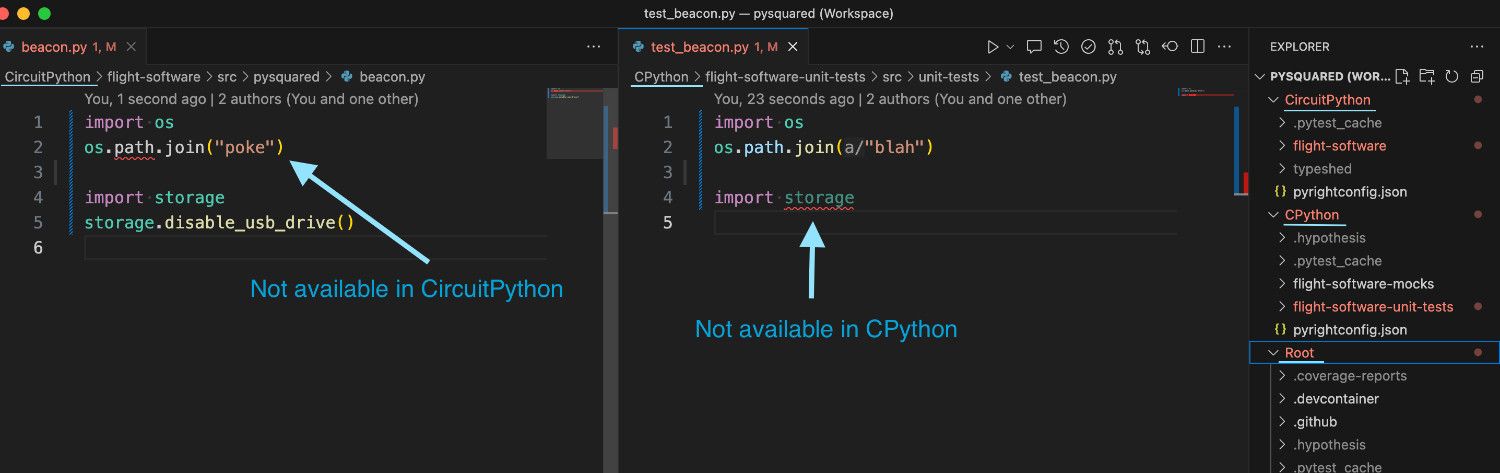 test_beacon.py — pysquared (Workspace)
beacon.py 1, M
CircuitPython > flight-software > src > pysquared > beacon.py
You, 1 second ago | 2 authors (You and one other)
1 import os
2 os.path.join("poke")
3
4 import storage
5 storage.disable_usb_drive()
6
Not available in CircuitPython
test_beacon.py 1, M
CPython > flight-software-unit-tests > src > unit-tests > test_beacon.py
You, 23 seconds ago | 2 authors (You and one other)
1 import os
2 os.path.join(a/"blah")
3
4 import storage
5
Not available in CPython
EXPLORER
PYSQUARED (WOR...
CircuitPython
.pytest_cache
flight-software
typeshed
{} pyrightconfig.json
CPython
.hypothesis
.pytest_cache
flight-software-mocks
flight-software-unit-tests
{} pyrightconfig.json
Root
.coverage-reports
.devcontainer
.github
.hypothesis
.pytest_cache